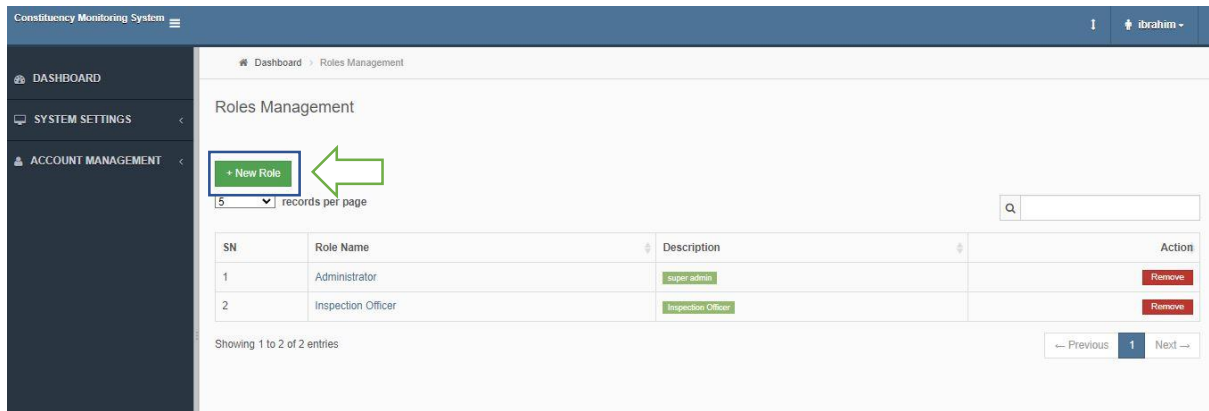 Constituency Monitoring System
ibrahim
DASHBOARD
SYSTEM SETTINGS
ACCOUNT MANAGEMENT
Dashboard > Roles Management
Roles Management
+ New Role
5 records per page
SN Role Name Description Action
1 Administrator super admin Remove
2 Inspection Officer Inspection Officer Remove
Showing 1 to 2 of 2 entries
← Previous 1 Next →